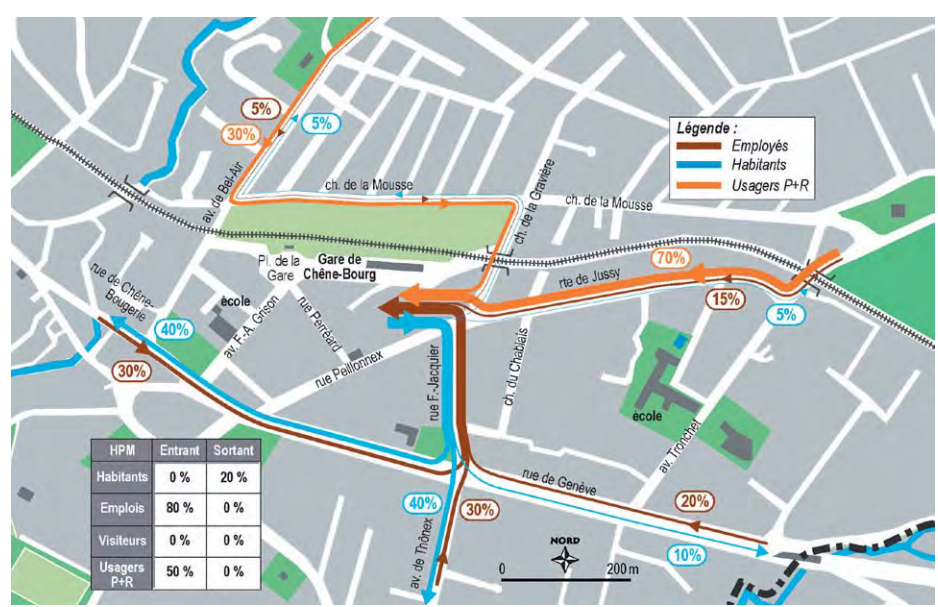 5%
30%
5%
av. de Bel-Air
ch. de la Mousse
ch. de la Gravière
ch. de la Mousse
Légende :
Employés
Habitants
Usagers P+R
Pl. de la
Gare
Gare de
Chêne-Bourg
rte de Jussy
70%
15%
5%
rue de Chêne-
Bougerie
40%
30%
école
av. F.-A. Grison
rue Perréard
rue Peillonnex
rue F.-Jacquier
ch. du Chablais
école
av. Tronchet
rue de Genève
20%
10%
40%
30%
av. de Thônex
HPM Entrant Sortant
Habitants 0 % 20 %
Emplois 80 % 0 %
Visiteurs 0 % 0 %
Usagers
P+R 50 % 0 %
NORD
0 200 m